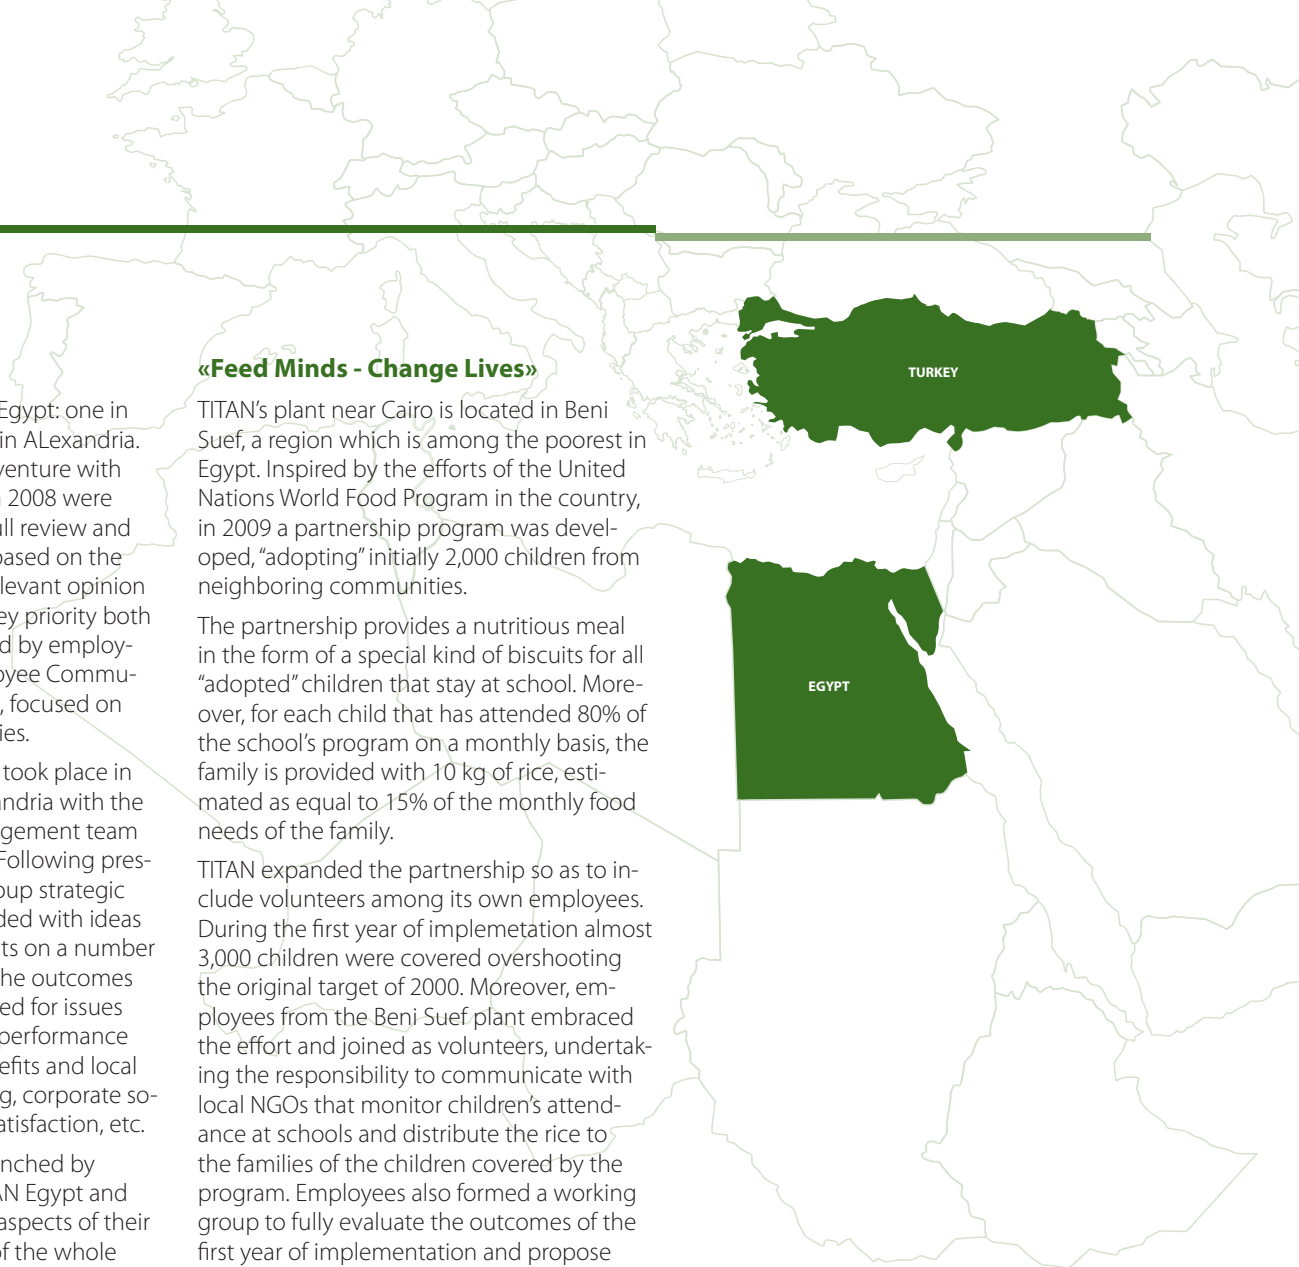 Egypt: one in
in ALexandria.
venture with
2008 were
ull review and
based on the
levant opinion
ey priority both
d by employ-
oyee Commu-
, focused on
ies.
took place in
andria with the
gement team
Following pres-
oup strategic
ded with ideas
ts on a number
he outcomes
ed for issues
performance
efits and local
g, corporate so-
atisfaction, etc.
nched by
AN Egypt and
aspects of their
of the whole
«Feed Minds - Change Lives»
TITAN’s plant near Cairo is located in Beni
Suef, a region which is among the poorest in
Egypt. Inspired by the efforts of the United
Nations World Food Program in the country,
in 2009 a partnership program was devel-
oped, “adopting” initially 2,000 children from
neighboring communities.
The partnership provides a nutritious meal
in the form of a special kind of biscuits for all
“adopted” children that stay at school. More-
over, for each child that has attended 80% of
the school’s program on a monthly basis, the
family is provided with 10 kg of rice, esti-
mated as equal to 15% of the monthly food
needs of the family.
TITAN expanded the partnership so as to in-
clude volunteers among its own employees.
During the first year of implemetation almost
3,000 children were covered overshooting
the original target of 2000. Moreover, em-
ployees from the Beni Suef plant embraced
the effort and joined as volunteers, undertak-
ing the responsibility to communicate with
local NGOs that monitor children’s attend-
ance at schools and distribute the rice to
the families of the children covered by the
program. Employees also formed a working
group to fully evaluate the outcomes of the
first year of implementation and propose
TURKEY
EGYPT